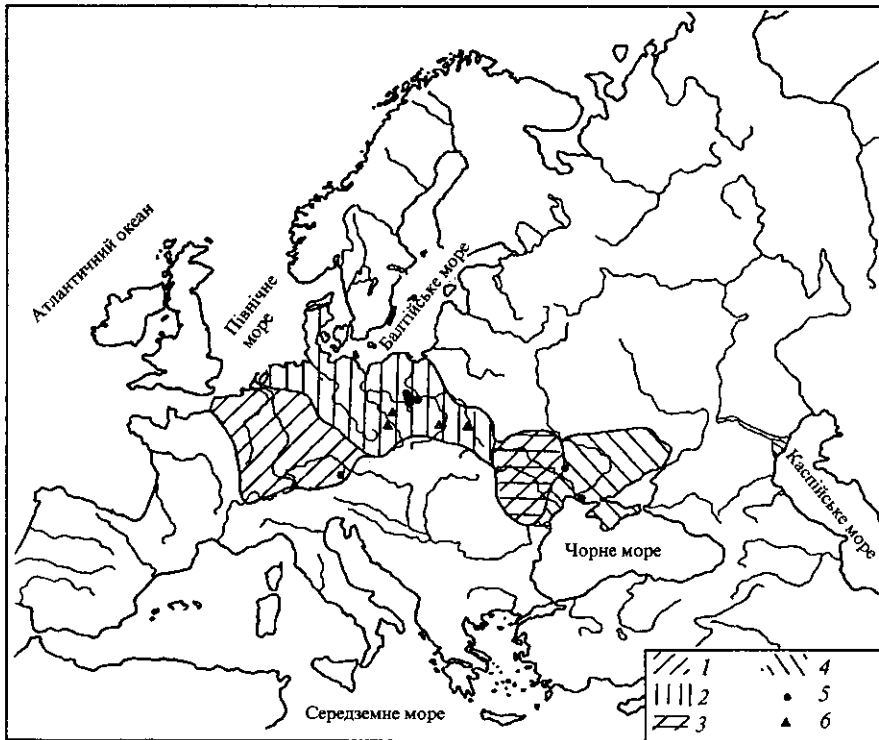 Атлантичний океан
Північне
море
Балтійське море
Каспійське море
Чорне море
Середземне море
1
2
3
4
5
6